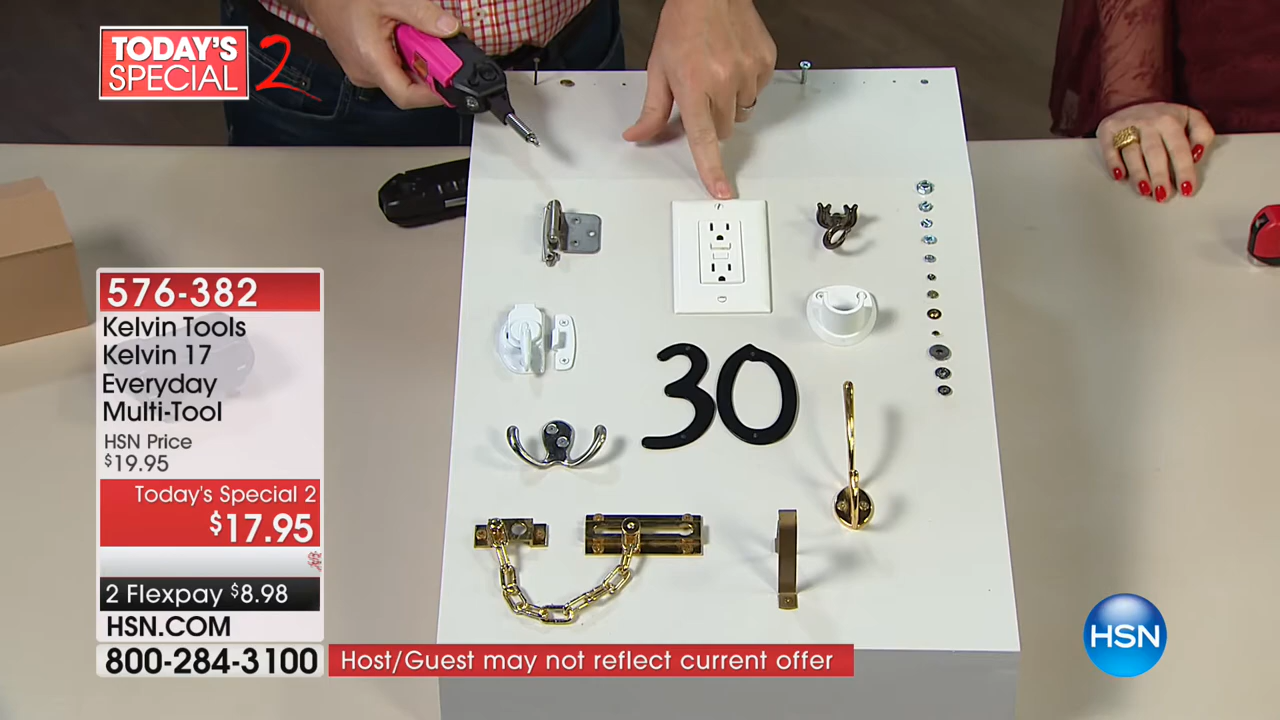 TODAY'S
SPECIAL 2
576-382
Kelvin Tools
Kelvin 17
Everyday
Multi-Tool
HSN Price
$19.95
Today's Special 2
$17.95
2 Flexpay $8.98
HSN.COM
800-284-3100
Host/Guest may not reflect current offer
30
HSN